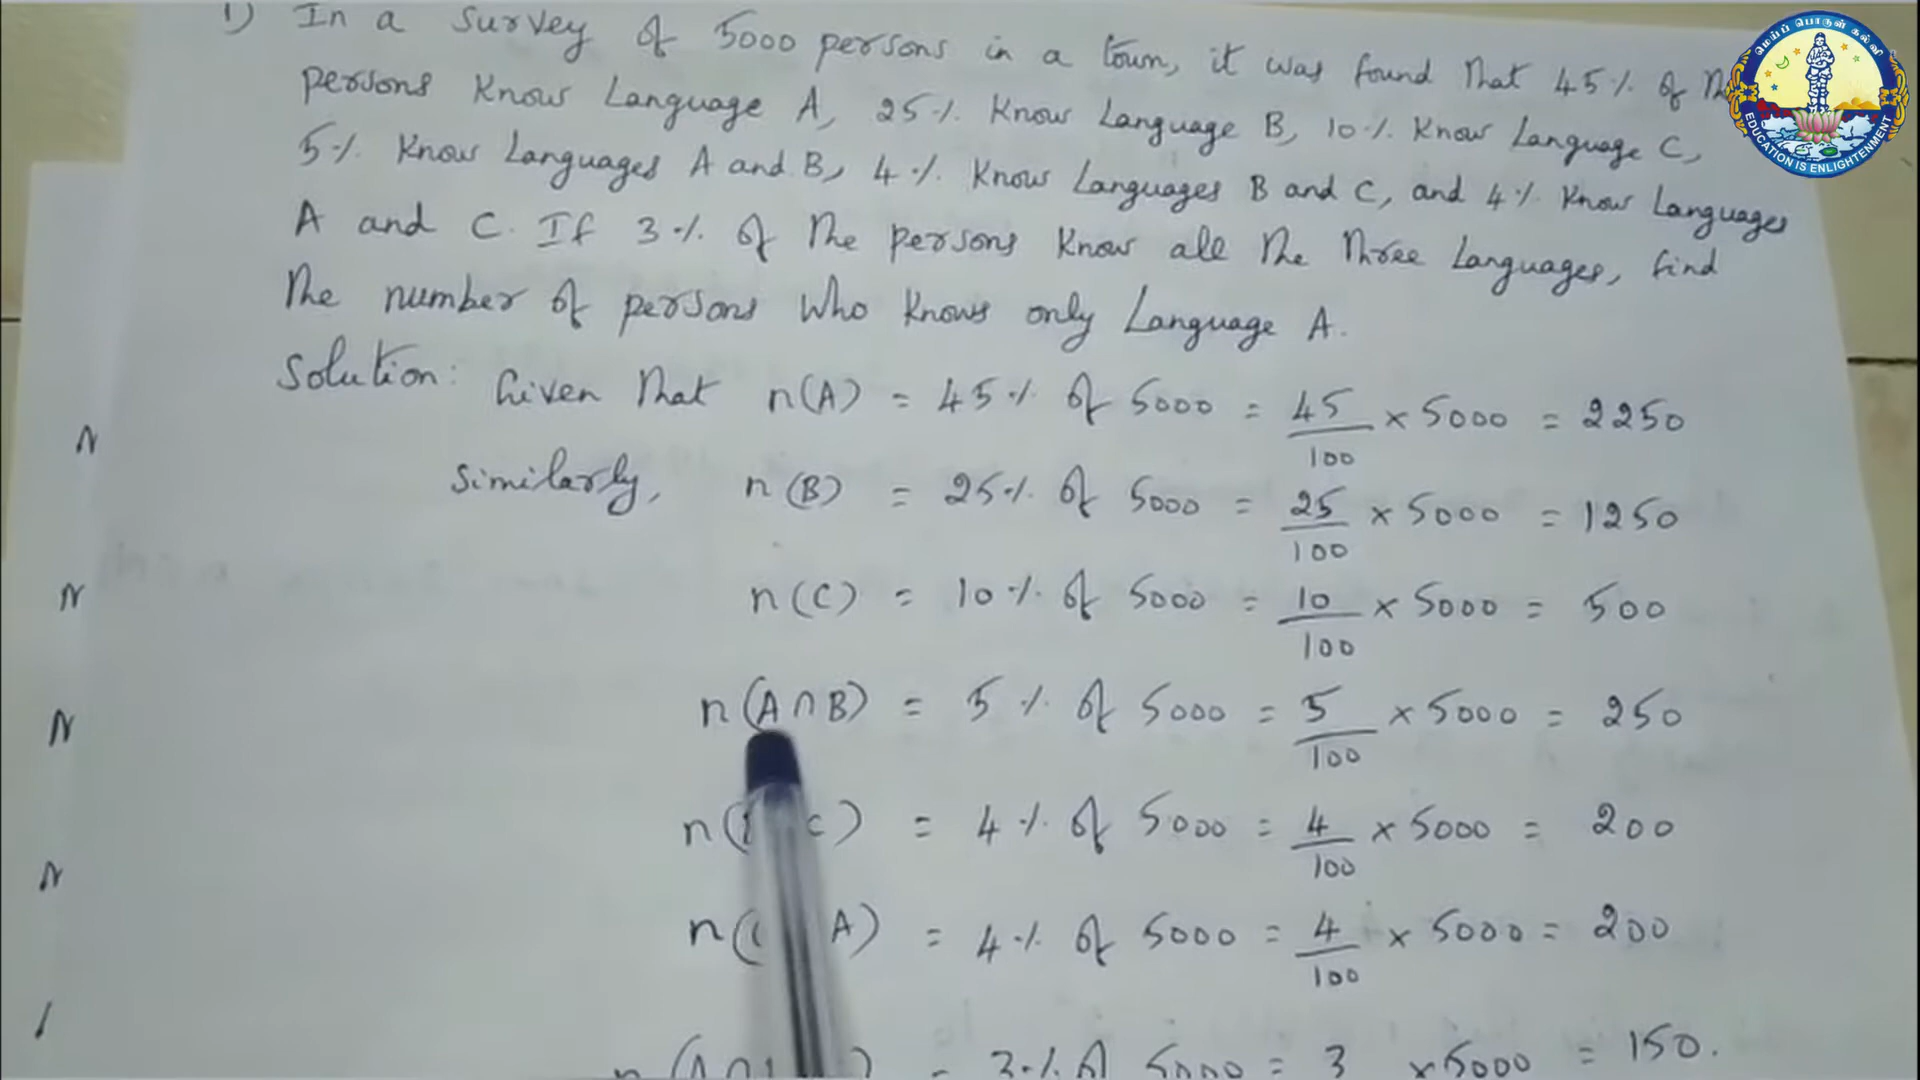 1) In a survey of 5000 persons in a town, it was found that 45% of
persons know Language A, 25% know Language B, 10% know Language C,
5% know Languages A and B, 4% know Languages B and C, and 4% know Languages
A and C. If 3% of the persons know all the three Languages, find
the number of persons who knows only Language A.
Solution: Given that n(A) = 45% of 5000 = 45/100 x 5000 = 2250
Similarly, n(B) = 25% of 5000 = 25/100 x 5000 = 1250
n(C) = 10% of 5000 = 10/100 x 5000 = 500
n(A∩B) = 5% of 5000 = 5/100 x 5000 = 250
n( C) = 4% of 5000 = 4/100 x 5000 = 200
n( A) = 4% of 5000 = 4/100 x 5000 = 200
n(A∩ ) = 3% of 5000 = 3 x 5000 = 150.
மெய்ப்பொருள் கல்வி
EDUCATION IS ENLIGHTENMENT